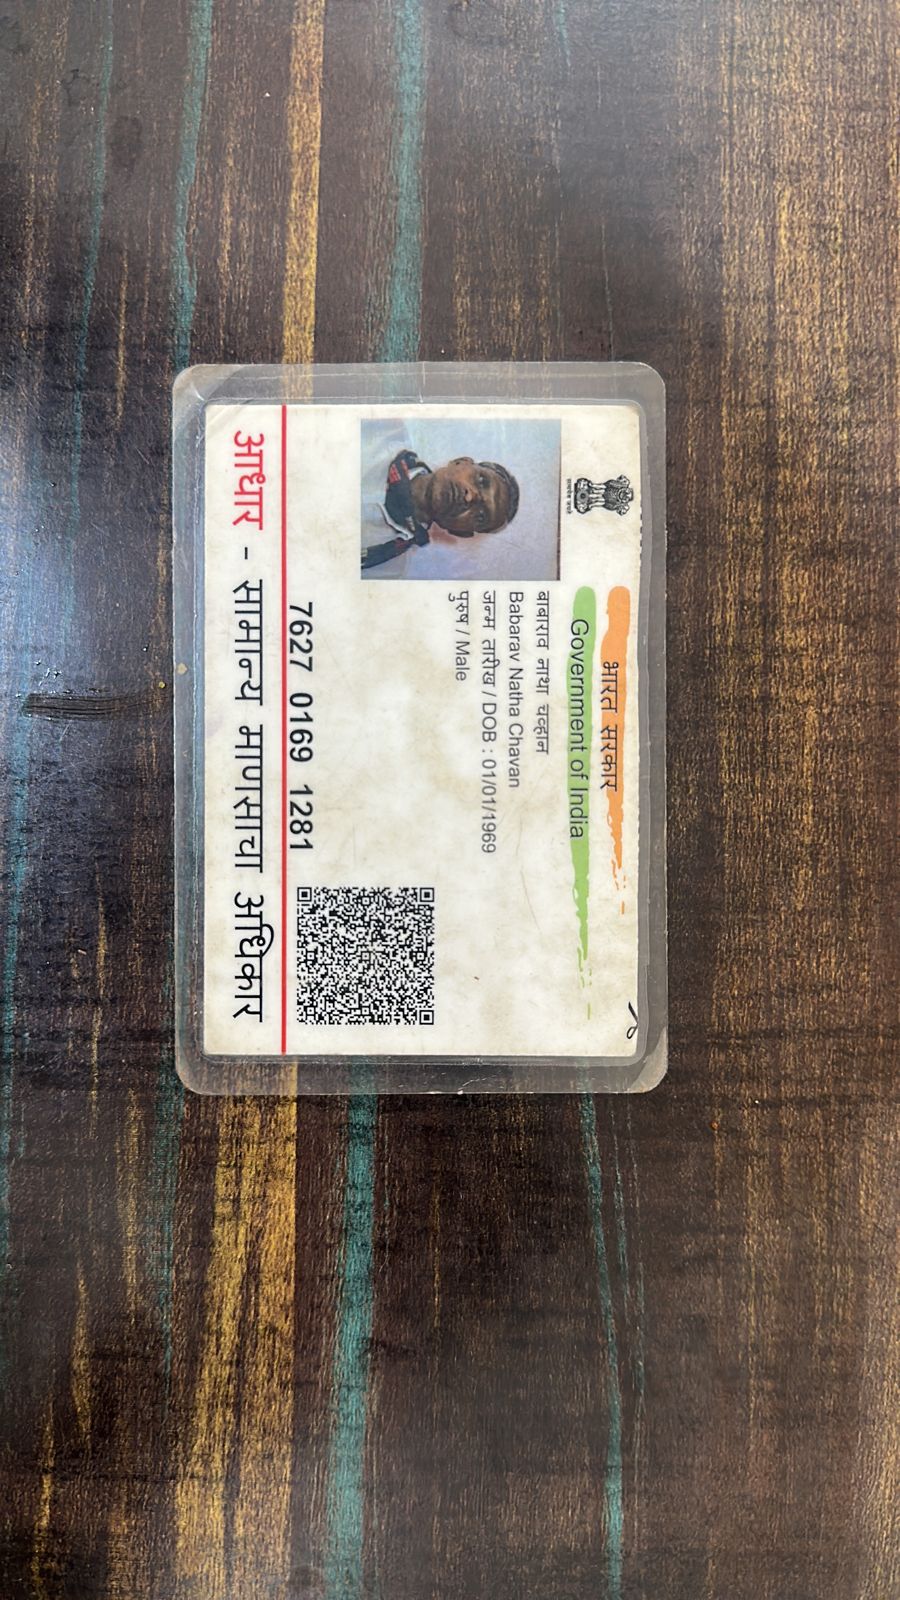 भारत सरकार
Government of India
सत्यमेव जयते
बाबाराव नाथा चव्हान
Babarav Natha Chavan
जन्म तारीख / DOB : 01/01/1969
पुरुष / Male
7627 0169 1281
आधार - सामान्य माणसाचा अधिकार